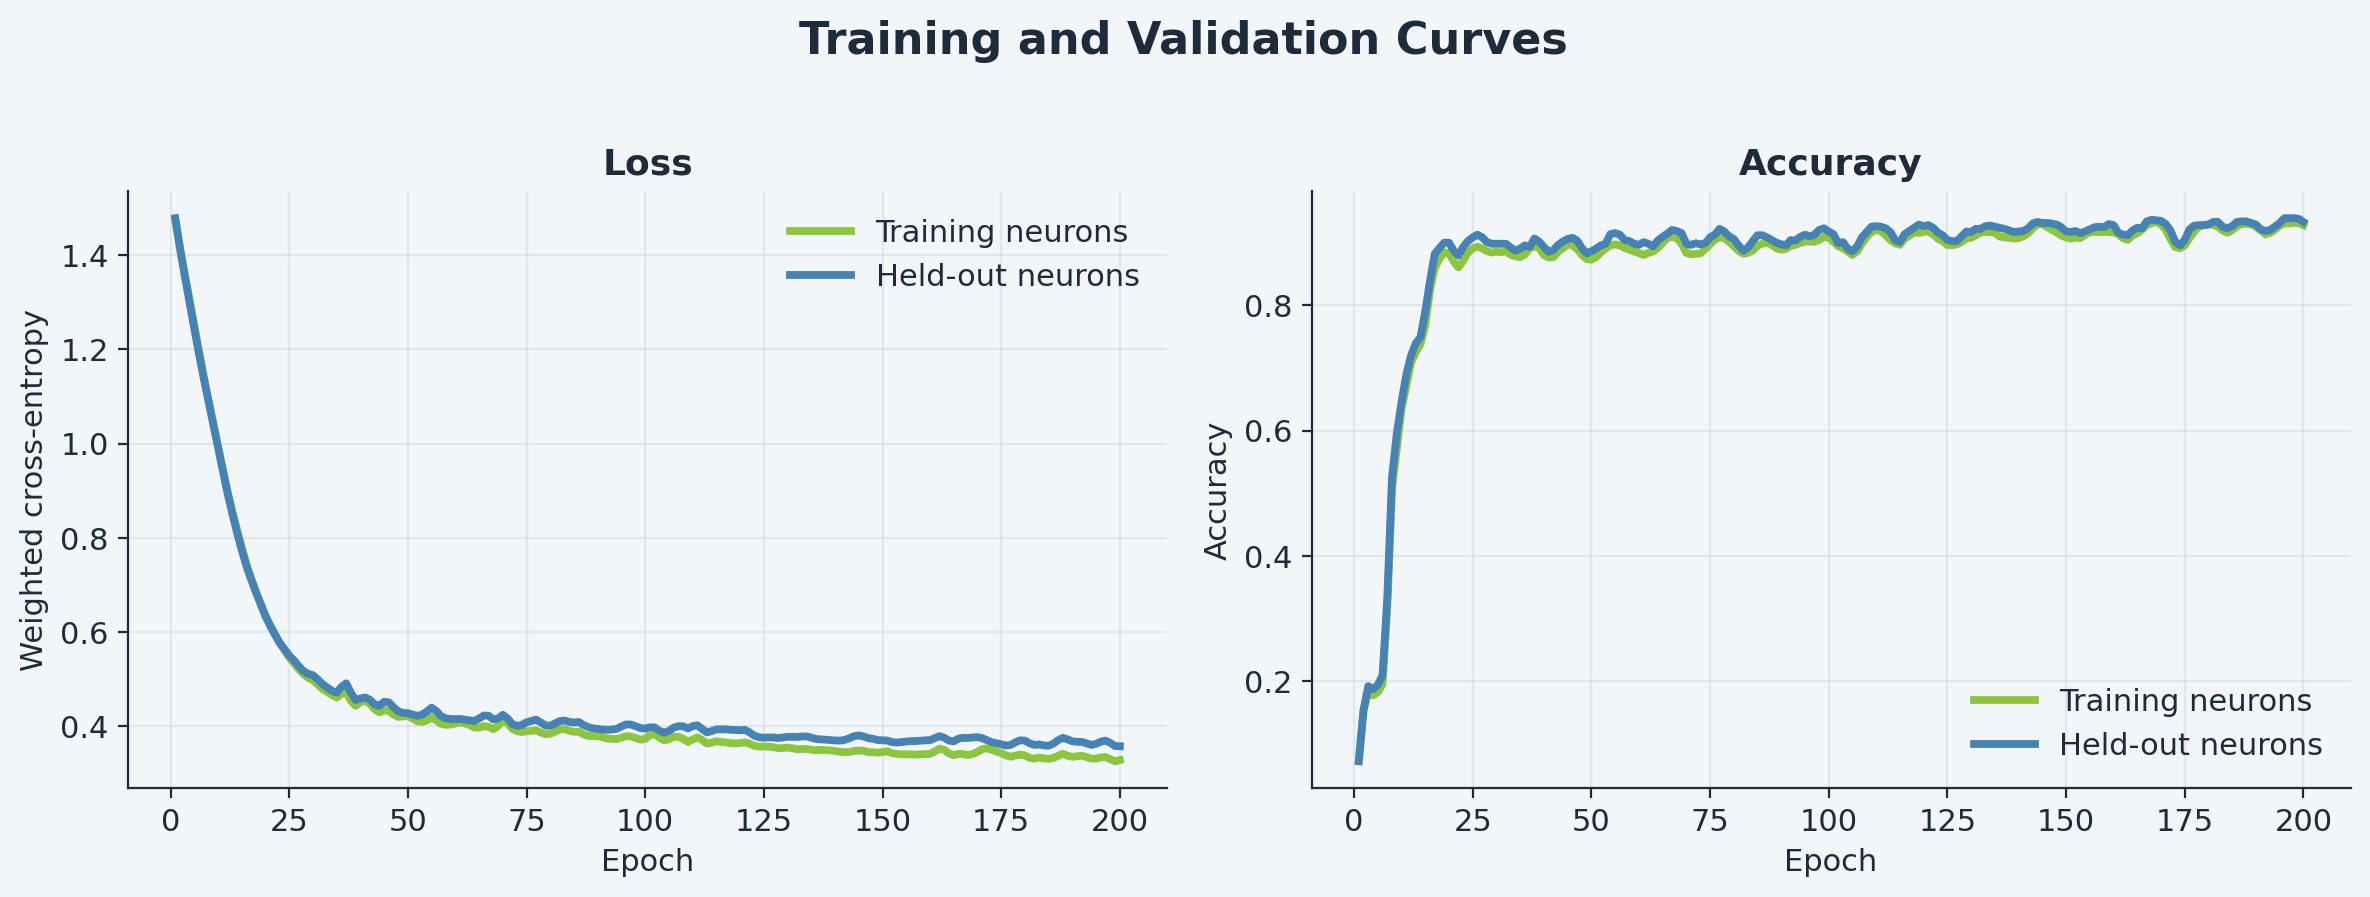 Training and Validation Curves
Loss
Weighted cross-entropy
1.4
1.2
1.0
0.8
0.6
0.4
Training neurons
Held-out neurons
0 25 50 75 100 125 150 175 200
Epoch
Accuracy
Accuracy
0.8
0.6
0.4
0.2
Training neurons
Held-out neurons
0 25 50 75 100 125 150 175 200
Epoch